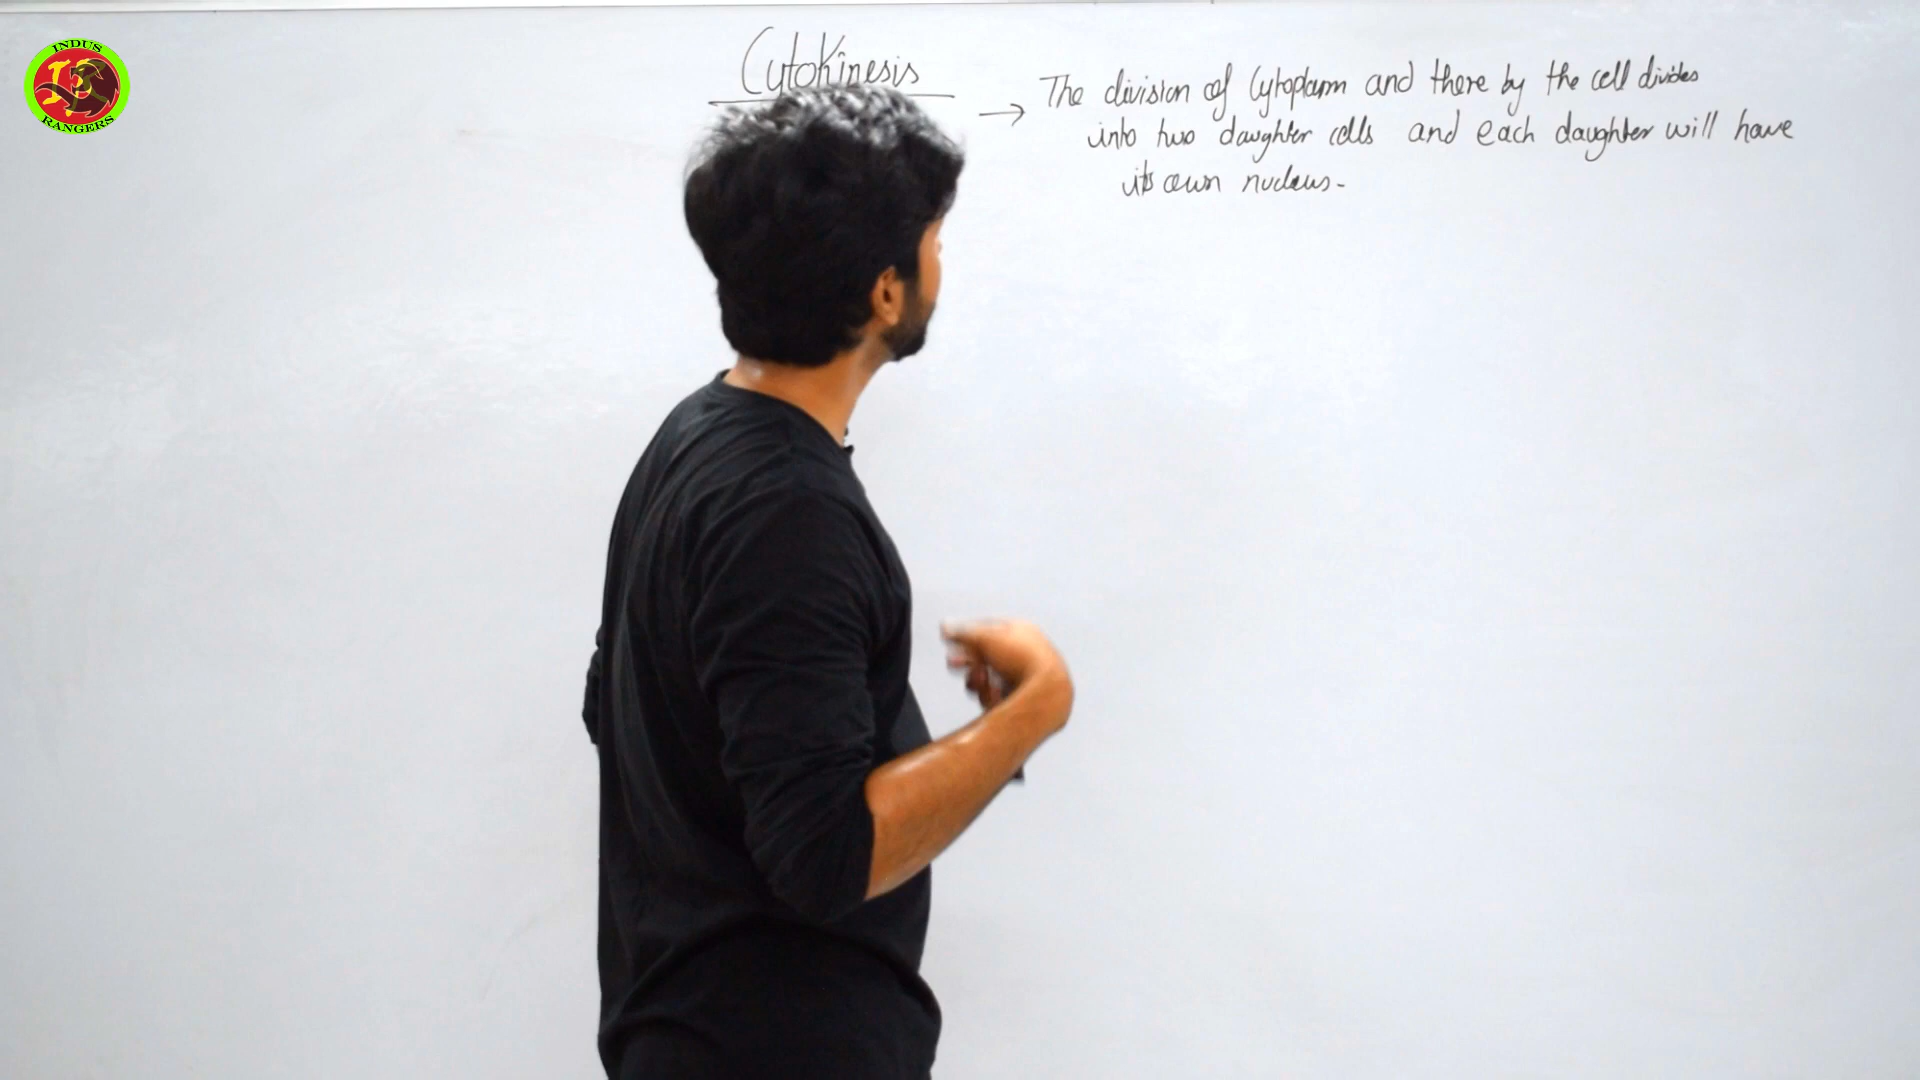 INDUS
RANGERS
Cytokinesis
→ The division of Cytoplasm and there by the cell divides
into two daughter cells and each daughter will have
its own nucleus.